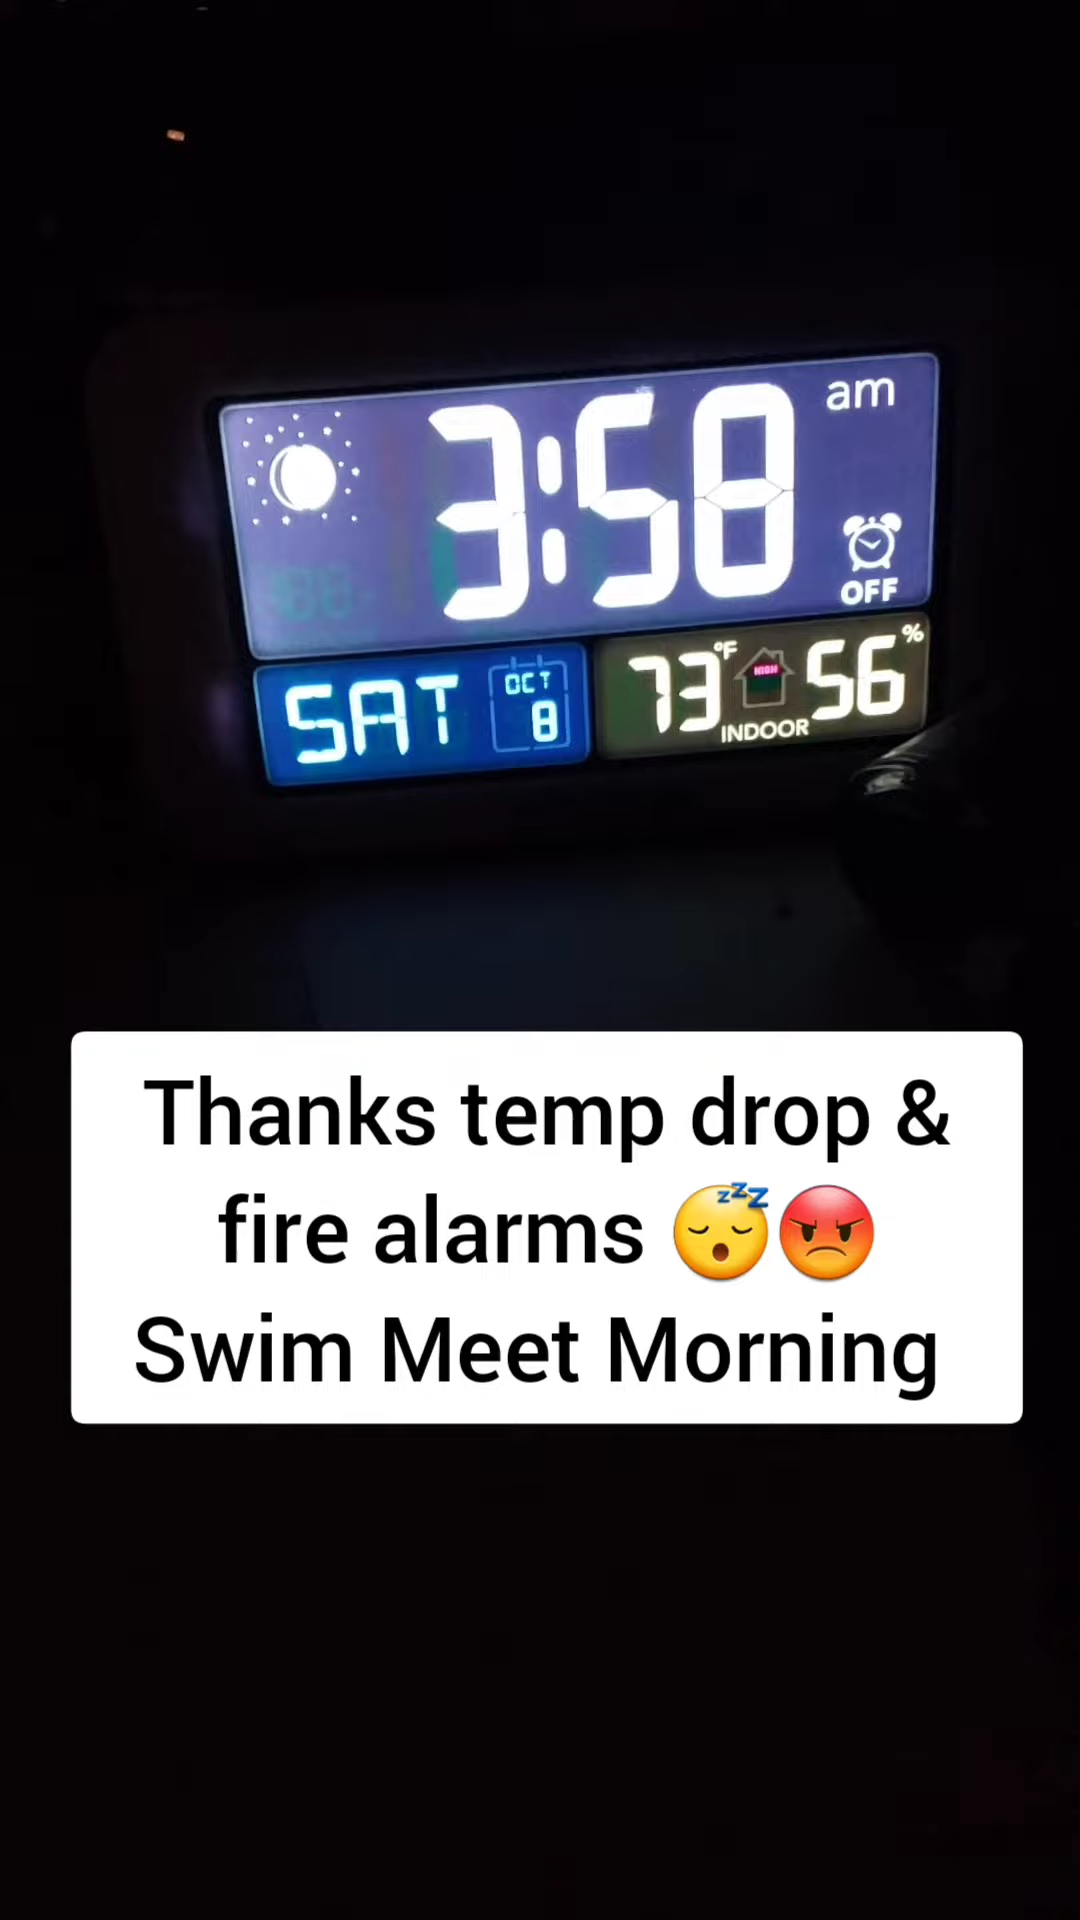 am
3:58
OFF
SAT
OCT
8
73°F
HIGH
INDOOR
56%
Thanks temp drop &
fire alarms 😴😡
Swim Meet Morning